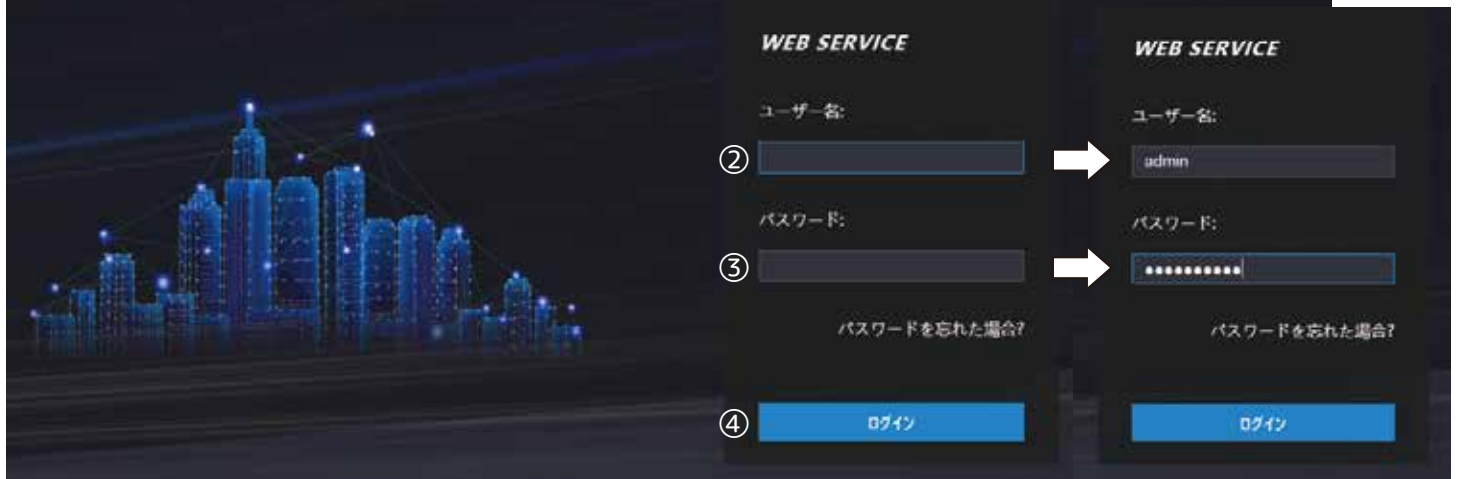 WEB SERVICE
ユーザー名:
②
パスワード:
③
パスワードを忘れた場合?
④ ログイン
WEB SERVICE
ユーザー名:
admin
パスワード:
••••••••••
パスワードを忘れた場合?
ログイン